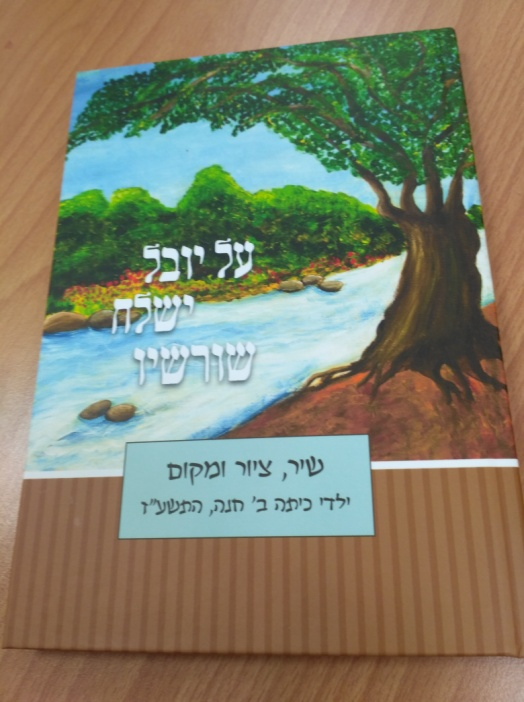 על יובל
ישלח
שורשיו
שיר, ציור ומקום
ילדי כיתה ב' חנה, התשע"ז